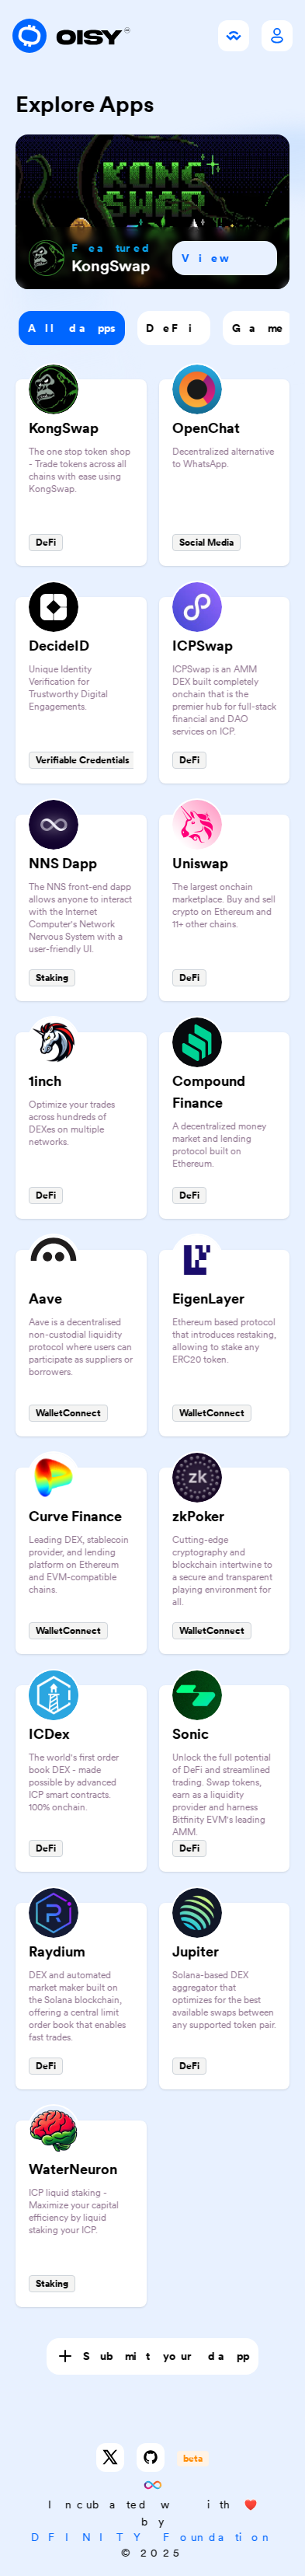 OISY
Explore Apps
KONG
SWAP
Featured
KongSwap
View
All dapps
DeFi
Game
KongSwap
The one stop token shop
- Trade tokens across all
chains with ease using
KongSwap.
DeFi
OpenChat
Decentralized alternative
to WhatsApp.
Social Media
DecideID
Unique Identity
Verification for
Trustworthy Digital
Engagements.
Verifiable Credentials
ICPSwap
ICPSwap is an AMM
DEX built completely
onchain that is the
premier hub for full-stack
financial and DAO
services on ICP.
DeFi
NNS Dapp
The NNS front-end dapp
allows anyone to interact
with the Internet
Computer's Network
Nervous System with a
user-friendly UI.
Staking
Uniswap
The largest onchain
marketplace. Buy and sell
crypto on Ethereum and
11+ other chains.
DeFi
1inch
Optimize your trades
across hundreds of
DEXes on multiple
networks.
DeFi
Compound
Finance
A decentralized money
market and lending
protocol built on
Ethereum.
DeFi
Aave
Aave is a decentralised
non-custodial liquidity
protocol where users can
participate as suppliers or
borrowers.
WalletConnect
EigenLayer
Ethereum based protocol
that introduces restaking,
allowing to stake any
ERC20 token.
WalletConnect
Curve Finance
Leading DEX, stablecoin
provider, and lending
platform on Ethereum
and EVM-compatible
chains.
WalletConnect
zk
zkPoker
Cutting-edge
cryptography and
blockchain intertwine to
a secure and transparent
playing environment for
all.
WalletConnect
ICDex
The world's first order
book DEX - made
possible by advanced
ICP smart contracts.
100% onchain.
DeFi
Sonic
Unlock the full potential
of DeFi and streamlined
trading. Swap tokens,
earn as a liquidity
provider and harness
Bitfinity EVM's leading
AMM.
DeFi
Raydium
DEX and automated
market maker built on
the Solana blockchain,
offering a central limit
order book that enables
fast trades.
DeFi
Jupiter
Solana-based DEX
aggregator that
optimizes for the best
available swaps between
any supported token pair.
DeFi
WaterNeuron
ICP liquid staking -
Maximize your capital
efficiency by liquid
staking your ICP.
Staking
Submit your dapp
beta
Incubated with ❤️
by
DFINITY Foundation
© 2025